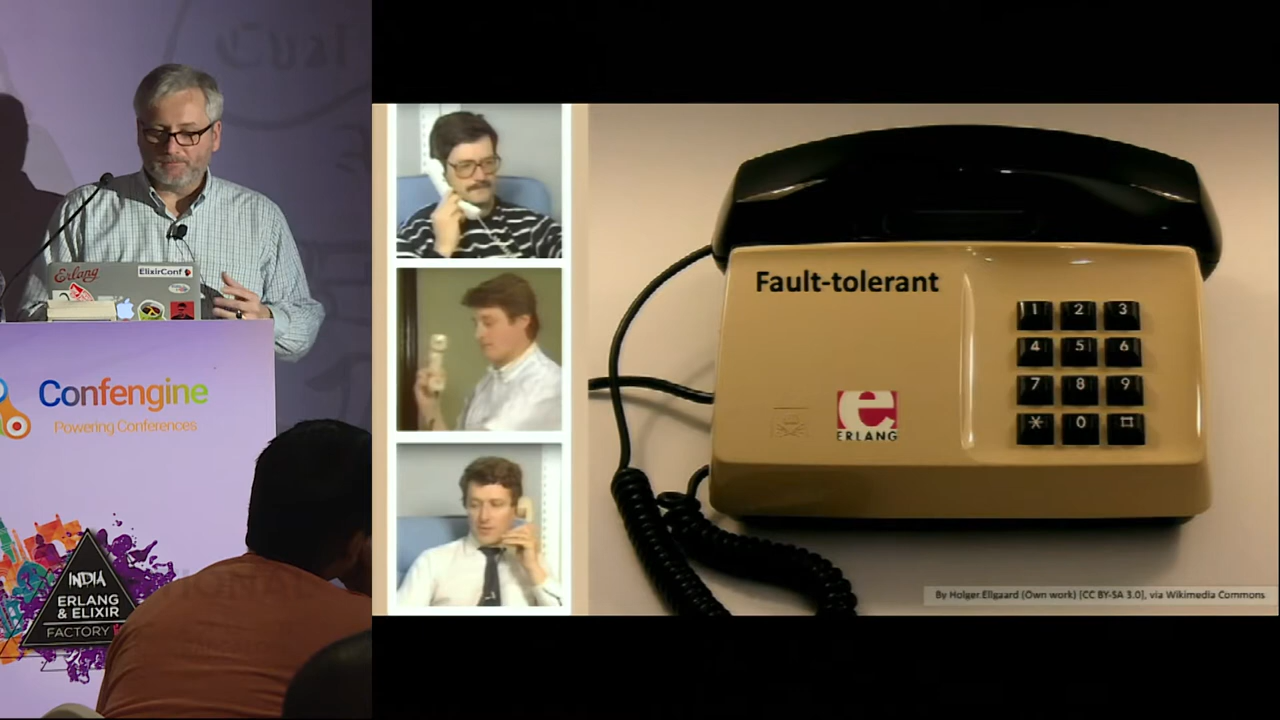 Erlang
ElixirConf
Confengine
Powering Conferences
INDIA
ERLANG
& ELIXIR
FACTORY
Fault-tolerant
e
ERLANG
1 2 3
4 5 6
7 8 9
* 0
By Holger.Ellgaard (Own work) [CC BY-SA 3.0], via Wikimedia Commons